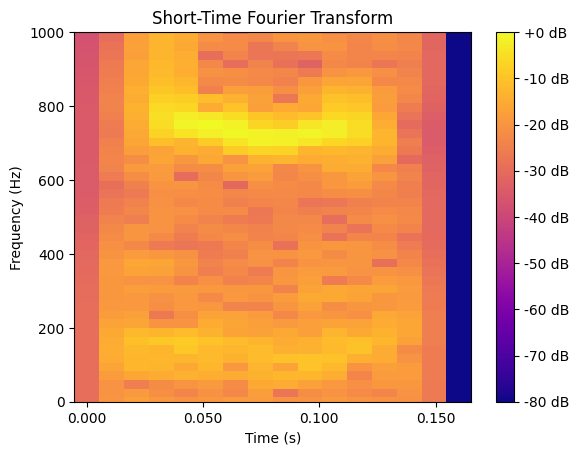 Short-Time Fourier Transform
1000
800
600
400
200
0
Frequency (Hz)
0.000
0.050
0.100
0.150
Time (s)
+0 dB
-10 dB
-20 dB
-30 dB
-40 dB
-50 dB
-60 dB
-70 dB
-80 dB